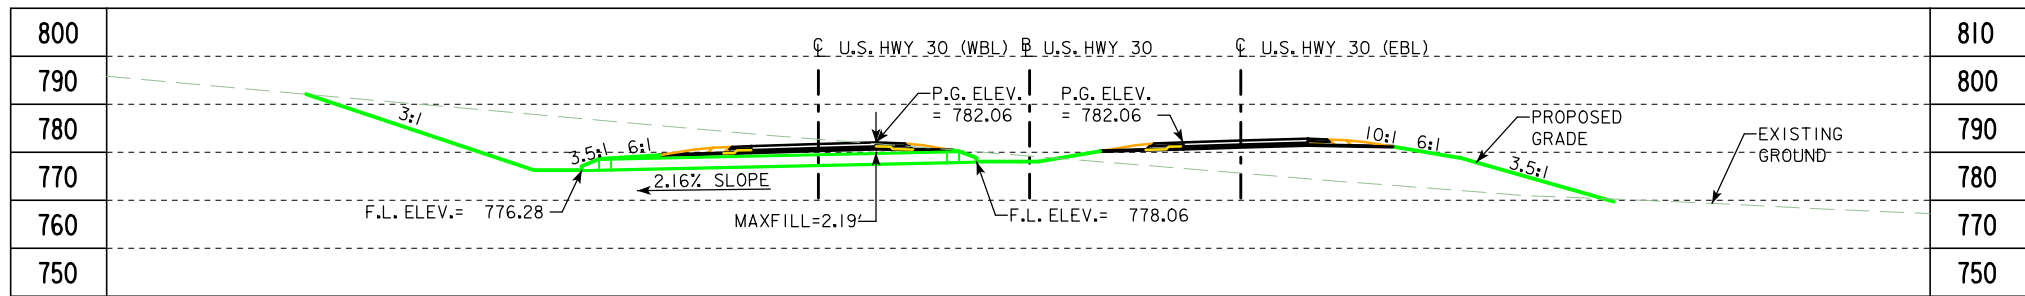 800
790
780
770
760
750
℄ U.S. HWY 30 (WBL)
B U.S. HWY 30
℄ U.S. HWY 30 (EBL)
P.G. ELEV.
= 782.06
P.G. ELEV.
= 782.06
3:1
3.5:1
6:1
10:1
6:1
3.5:1
PROPOSED
GRADE
EXISTING
GROUND
2.16% SLOPE
F.L. ELEV.= 776.28
MAXFILL=2.19'
F.L. ELEV.= 778.06
810
800
790
780
770
750